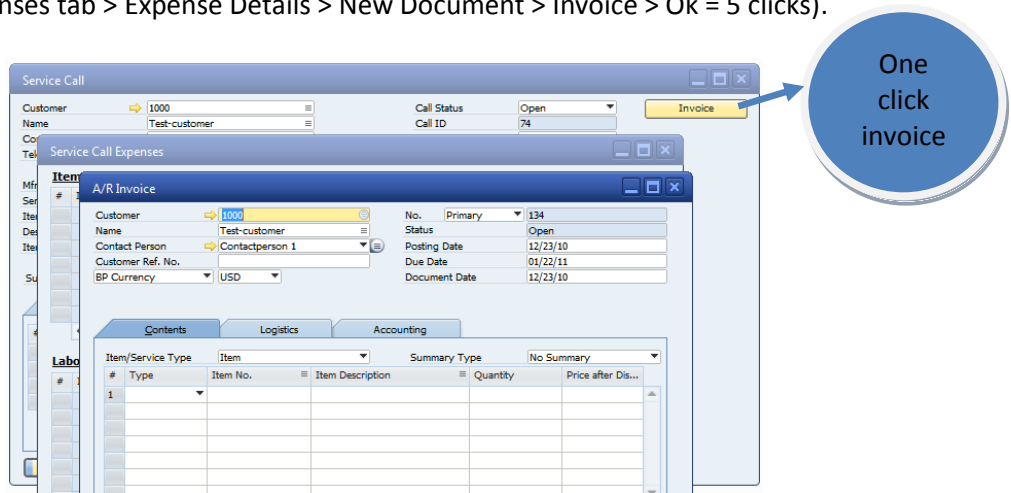 enses tab > Expense Details > New Document > Invoice > Ok = 5 clicks).
One
click
invoice
Service Call
Customer 1000 Call Status Open Invoice
Name Test-customer Call ID 74
Service Call Expenses
A/R Invoice
Customer 1000 No. Primary 134
Name Test-customer Status Open
Contact Person Contactperson 1 Posting Date 12/23/10
Customer Ref. No. Due Date 01/22/11
BP Currency USD Document Date 12/23/10
Contents Logistics Accounting
Item/Service Type Item Summary Type No Summary
# Type Item No. Item Description Quantity Price after Dis...
1